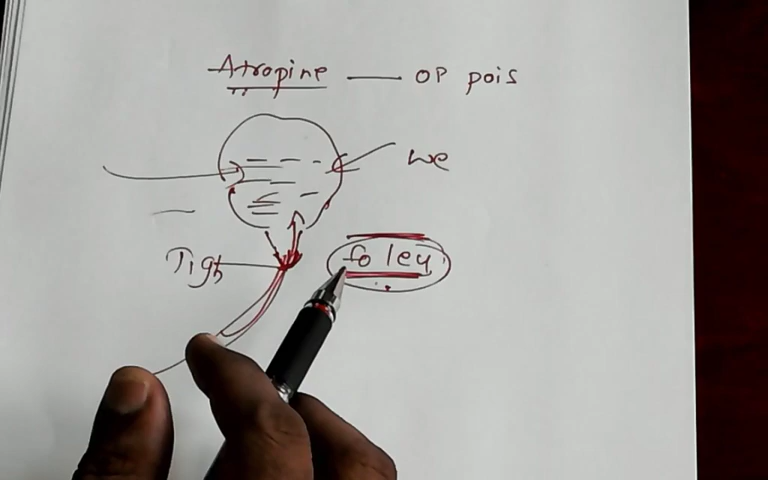 Atropine — OP pois
we
Tigh
foley